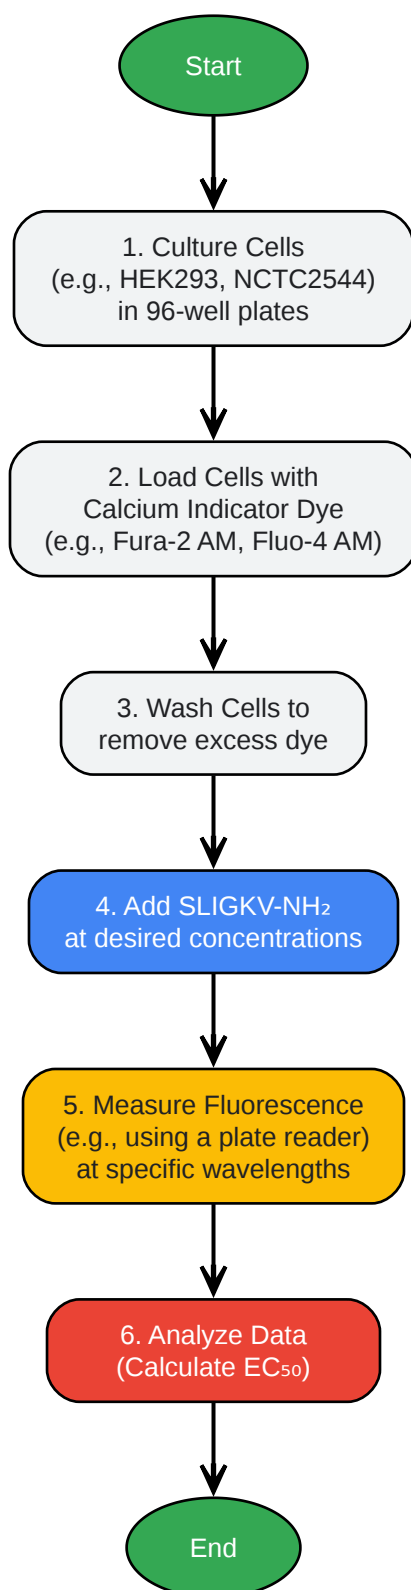 Start
1. Culture Cells
(e.g., HEK293, NCTC2544)
in 96-well plates
2. Load Cells with
Calcium Indicator Dye
(e.g., Fura-2 AM, Fluo-4 AM)
3. Wash Cells to
remove excess dye
4. Add SLIGKV-NH₂
at desired concentrations
5. Measure Fluorescence
(e.g., using a plate reader)
at specific wavelengths
6. Analyze Data
(Calculate EC₅₀)
End